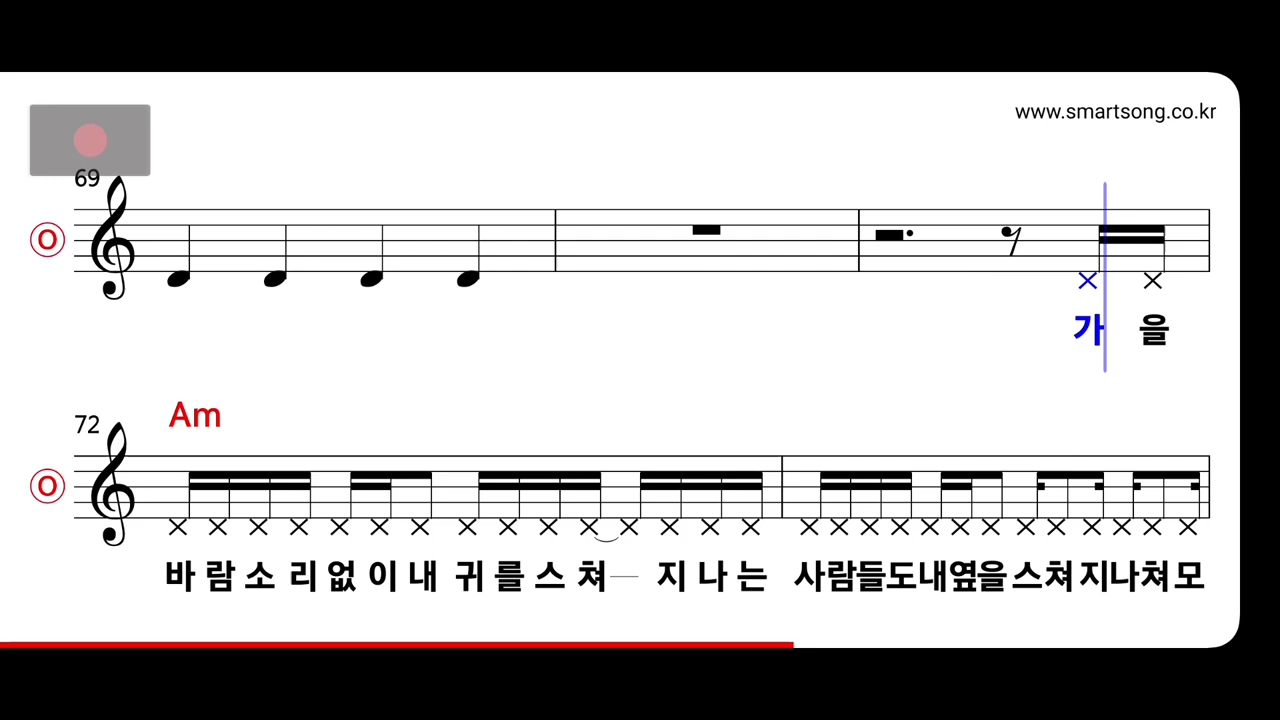 www.smartsong.co.kr
69
O
가 을
72
Am
O
바 람 소 리 없 이 내 귀 를 스 쳐 지 나 는 사람들도내옆을 스쳐 지나쳐 모